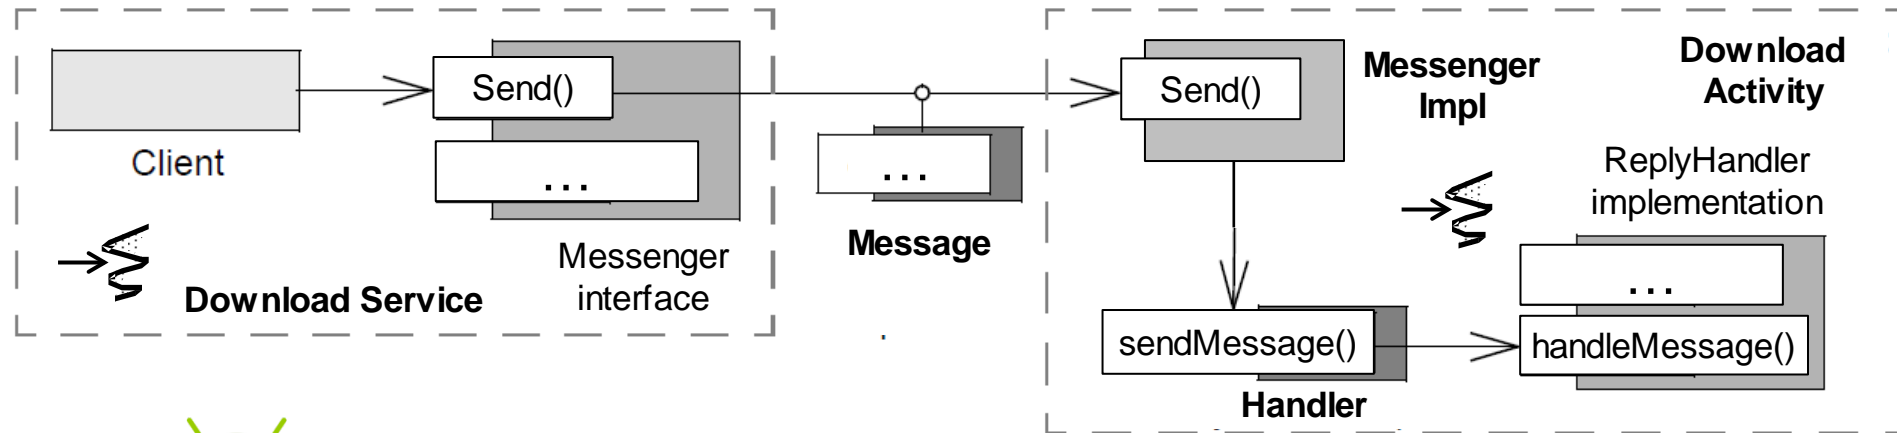 Client
Send()
...
Messenger
interface
Download Service
...
Message
Send()
Messenger
Impl
Download
Activity
ReplyHandler
implementation
...
sendMessage()
handleMessage()
Handler